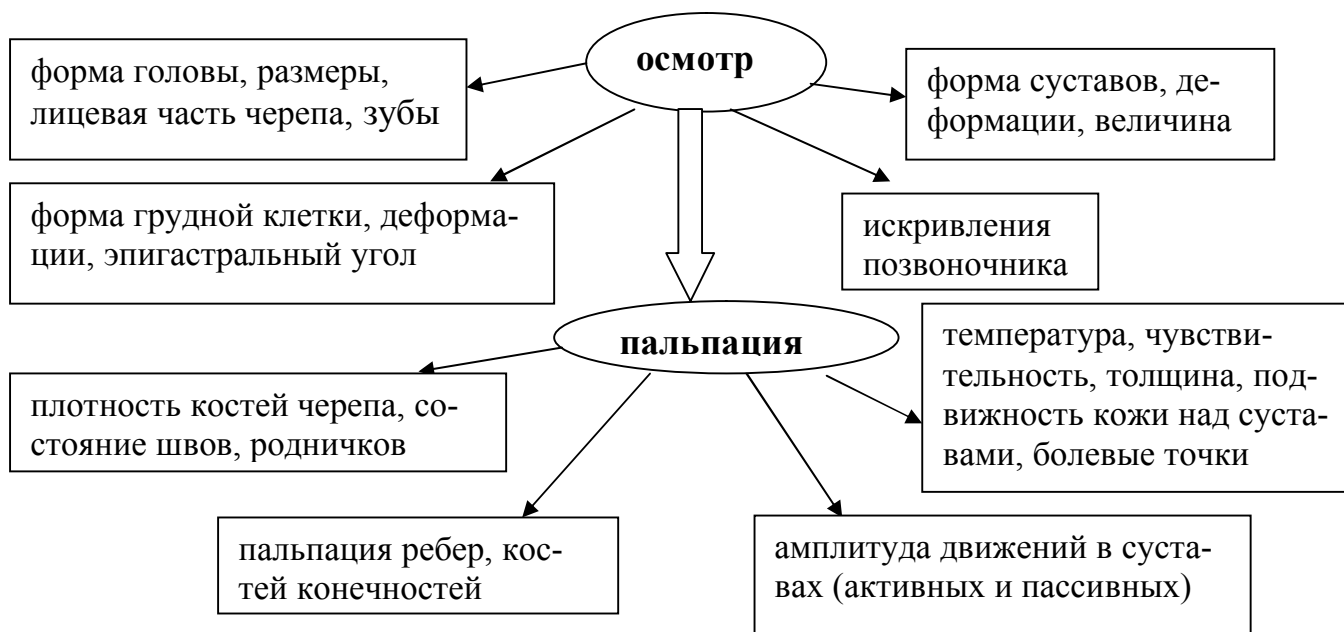 осмотр
форма головы, размеры,
лицевая часть черепа, зубы
форма суставов, де-
формации, величина
форма грудной клетки, деформа-
ции, эпигастральный угол
искривления
позвоночника
пальпация
плотность костей черепа, со-
стояние швов, родничков
температура, чувстви-
тельность, толщина, под-
вижность кожи над суста-
вами, болевые точки
пальпация ребер, кос-
тей конечностей
амплитуда движений в суста-
вах (активных и пассивных)